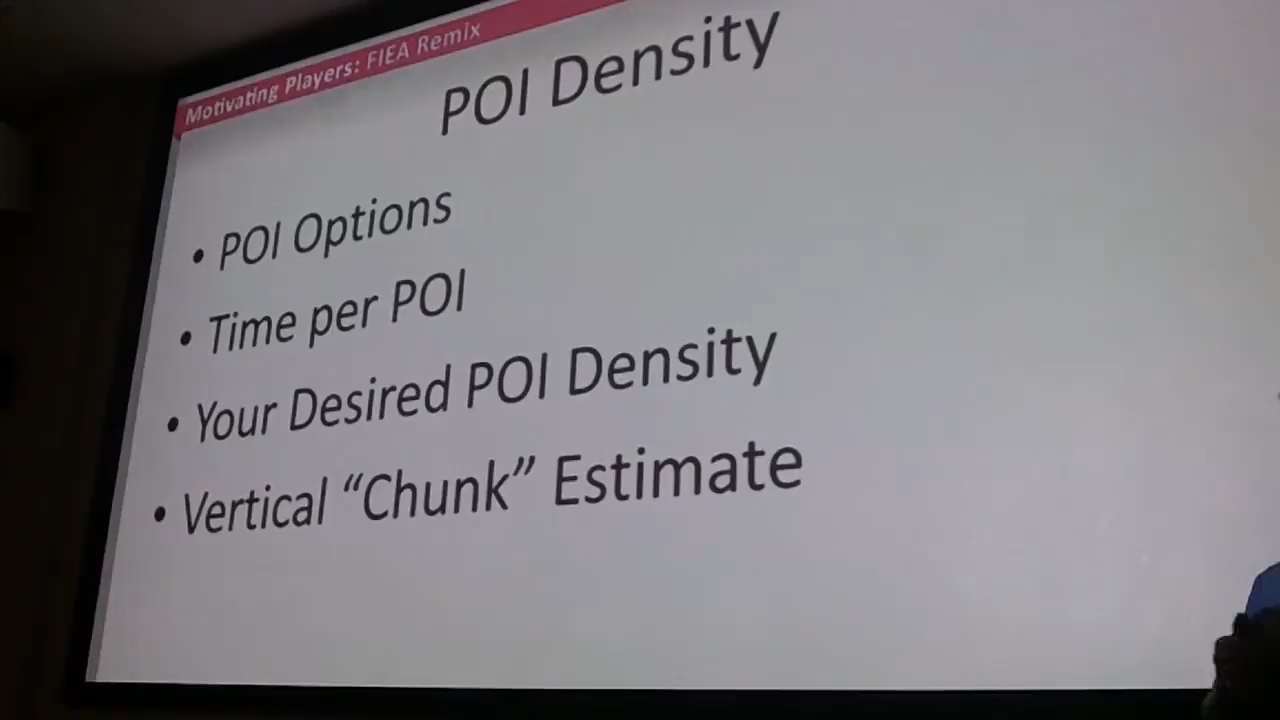 Motivating Players: FIEA Remix
POI Density
• POI Options
• Time per POI
• Your Desired POI Density
• Vertical “Chunk” Estimate